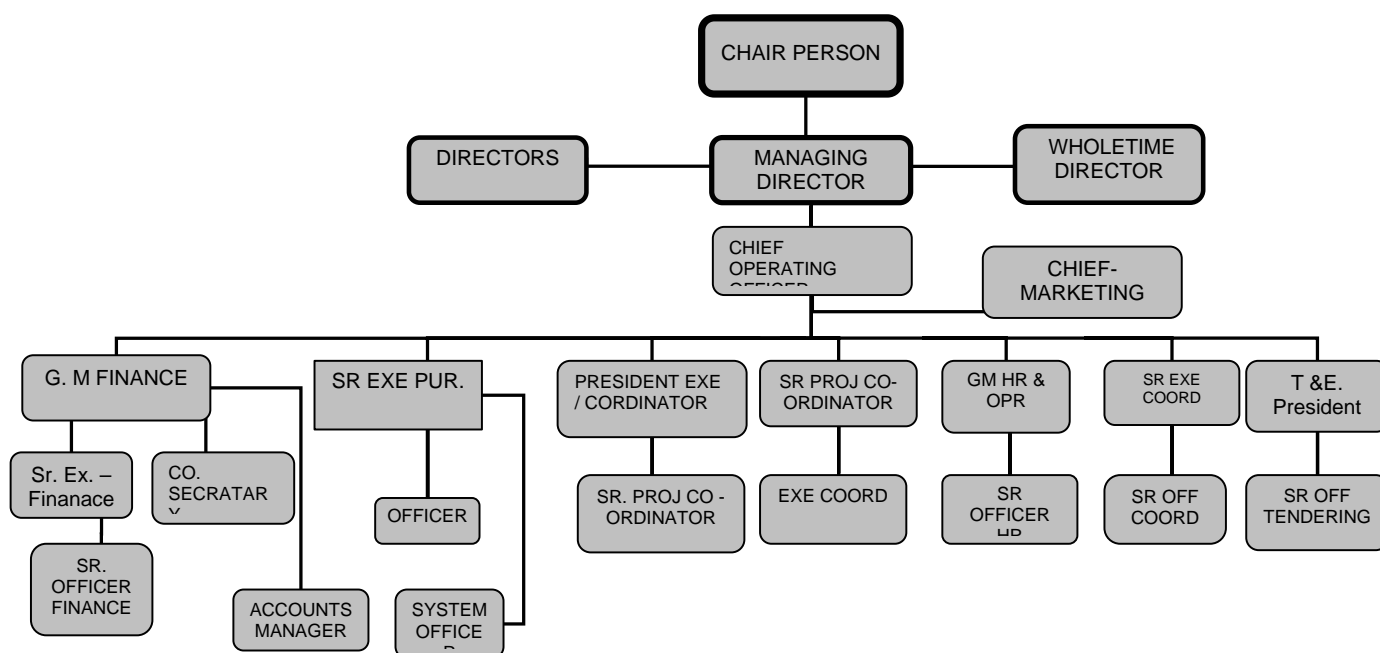 CHAIR PERSON
DIRECTORS
MANAGING
DIRECTOR
WHOLETIME
DIRECTOR
CHIEF
OPERATING
OFFICER
CHIEF-
MARKETING
G. M FINANCE
SR EXE PUR.
PRESIDENT EXE
/ CORDINATOR
SR PROJ CO-
ORDINATOR
GM HR &
OPR
SR EXE
COORD
T &E.
President
Sr. Ex. –
Finanace
CO.
SECRATAR
Y
OFFICER
SR. PROJ CO -
ORDINATOR
EXE COORD
SR
OFFICER
HR
SR OFF
COORD
SR OFF
TENDERING
SR.
OFFICER
FINANCE
ACCOUNTS
MANAGER
SYSTEM
OFFICE
R